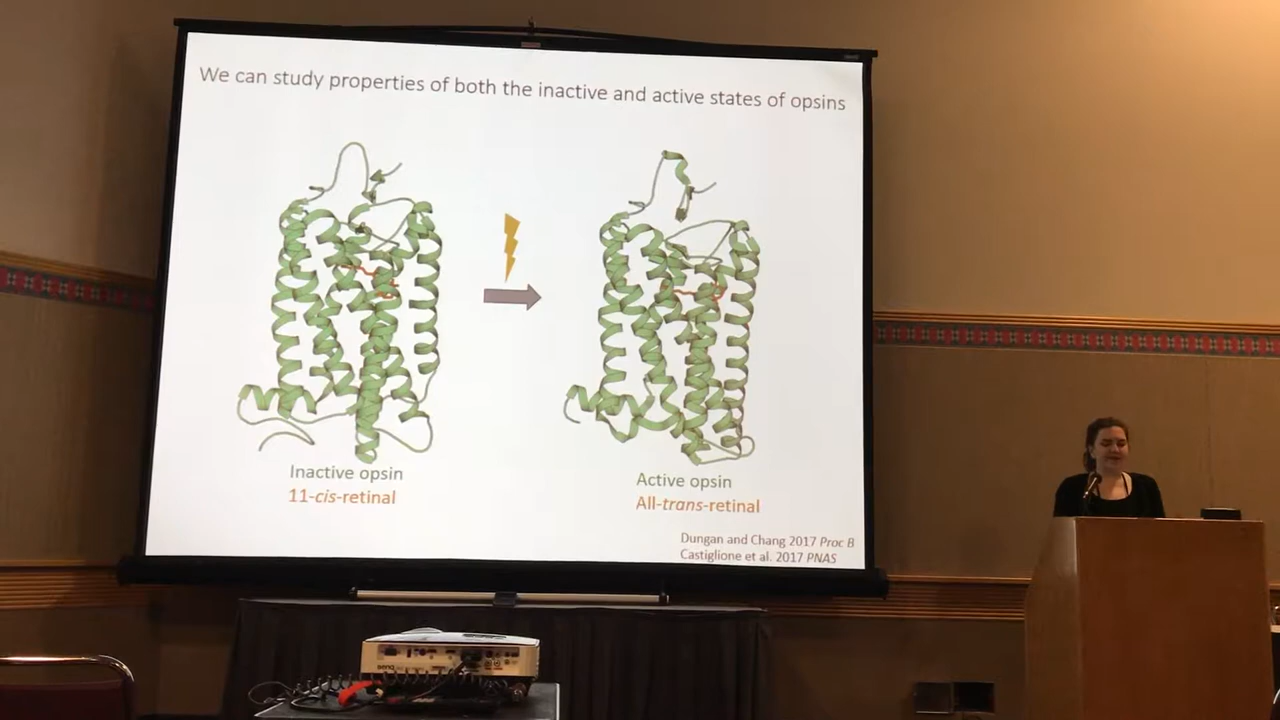 We can study properties of both the inactive and active states of opsins
Inactive opsin
11-cis-retinal
Active opsin
All-trans-retinal
Dungan and Chang 2017 Proc B
Castiglione et al. 2017 PNAS
BENQ